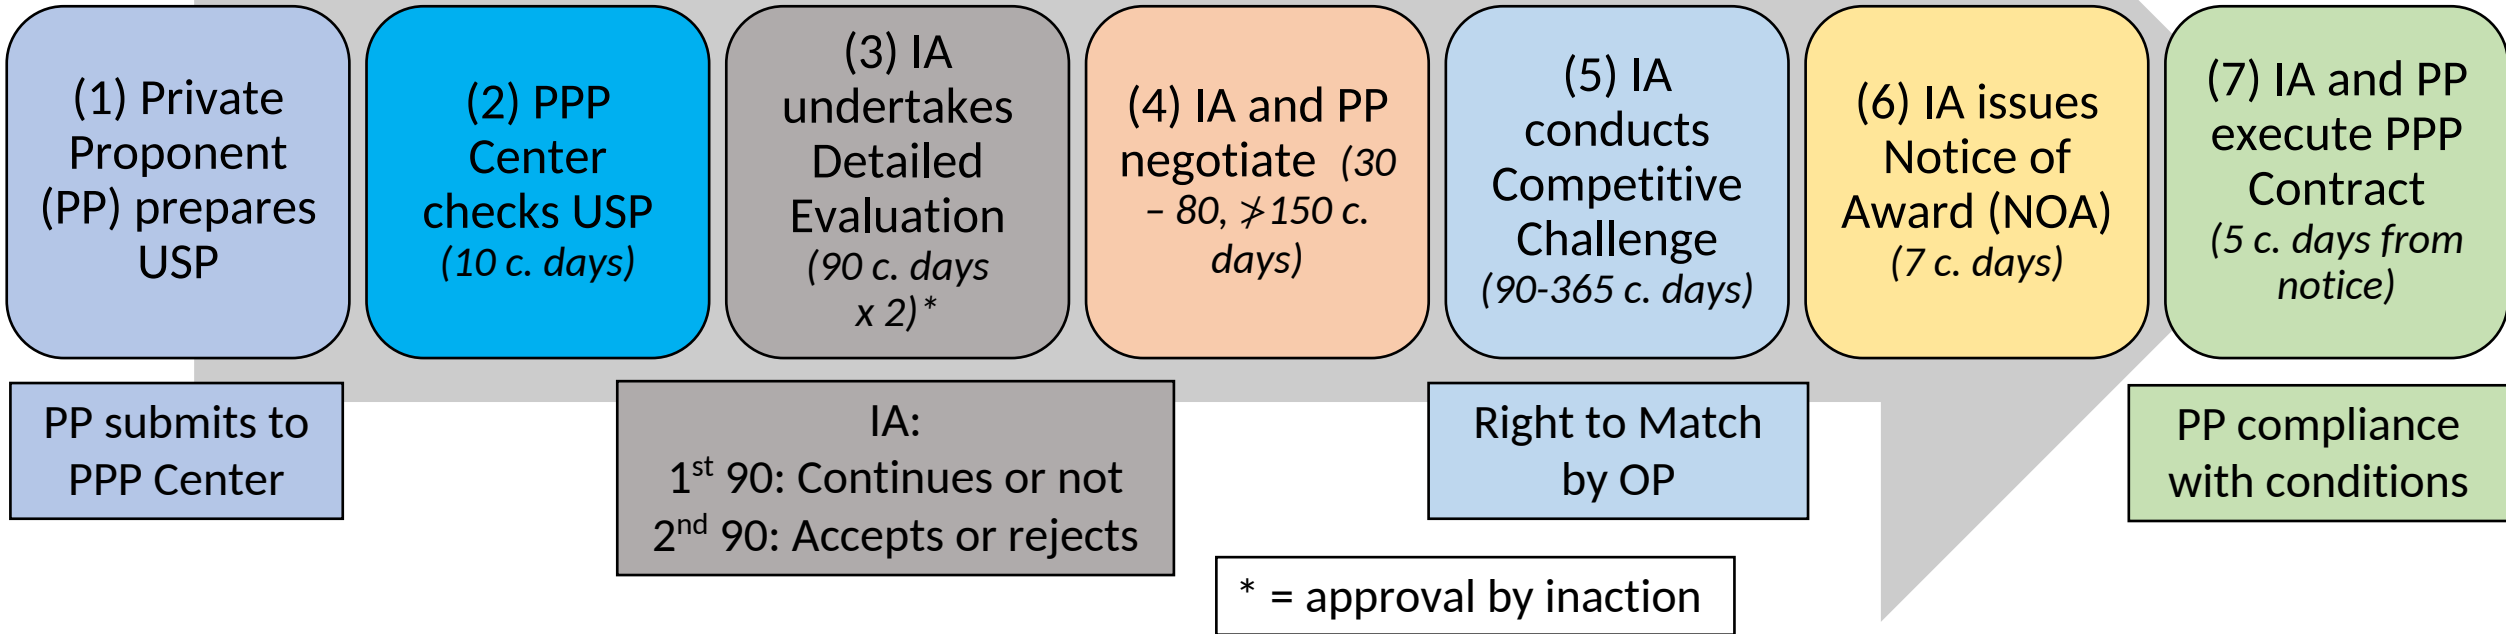 (1) Private
Proponent
(PP) prepares
USP
(2) PPP
Center
checks USP
(10 c. days)
(3) IA
undertakes
Detailed
Evaluation
(90 c. days
x 2)*
(4) IA and PP
negotiate (30
– 80, ≯150 c.
days)
(5) IA
conducts
Competitive
Challenge
(90-365 c. days)
(6) IA issues
Notice of
Award (NOA)
(7 c. days)
(7) IA and PP
execute PPP
Contract
(5 c. days from
notice)
PP submits to
PPP Center
IA:
1st 90: Continues or not
2nd 90: Accepts or rejects
Right to Match
by OP
PP compliance
with conditions
* = approval by inaction